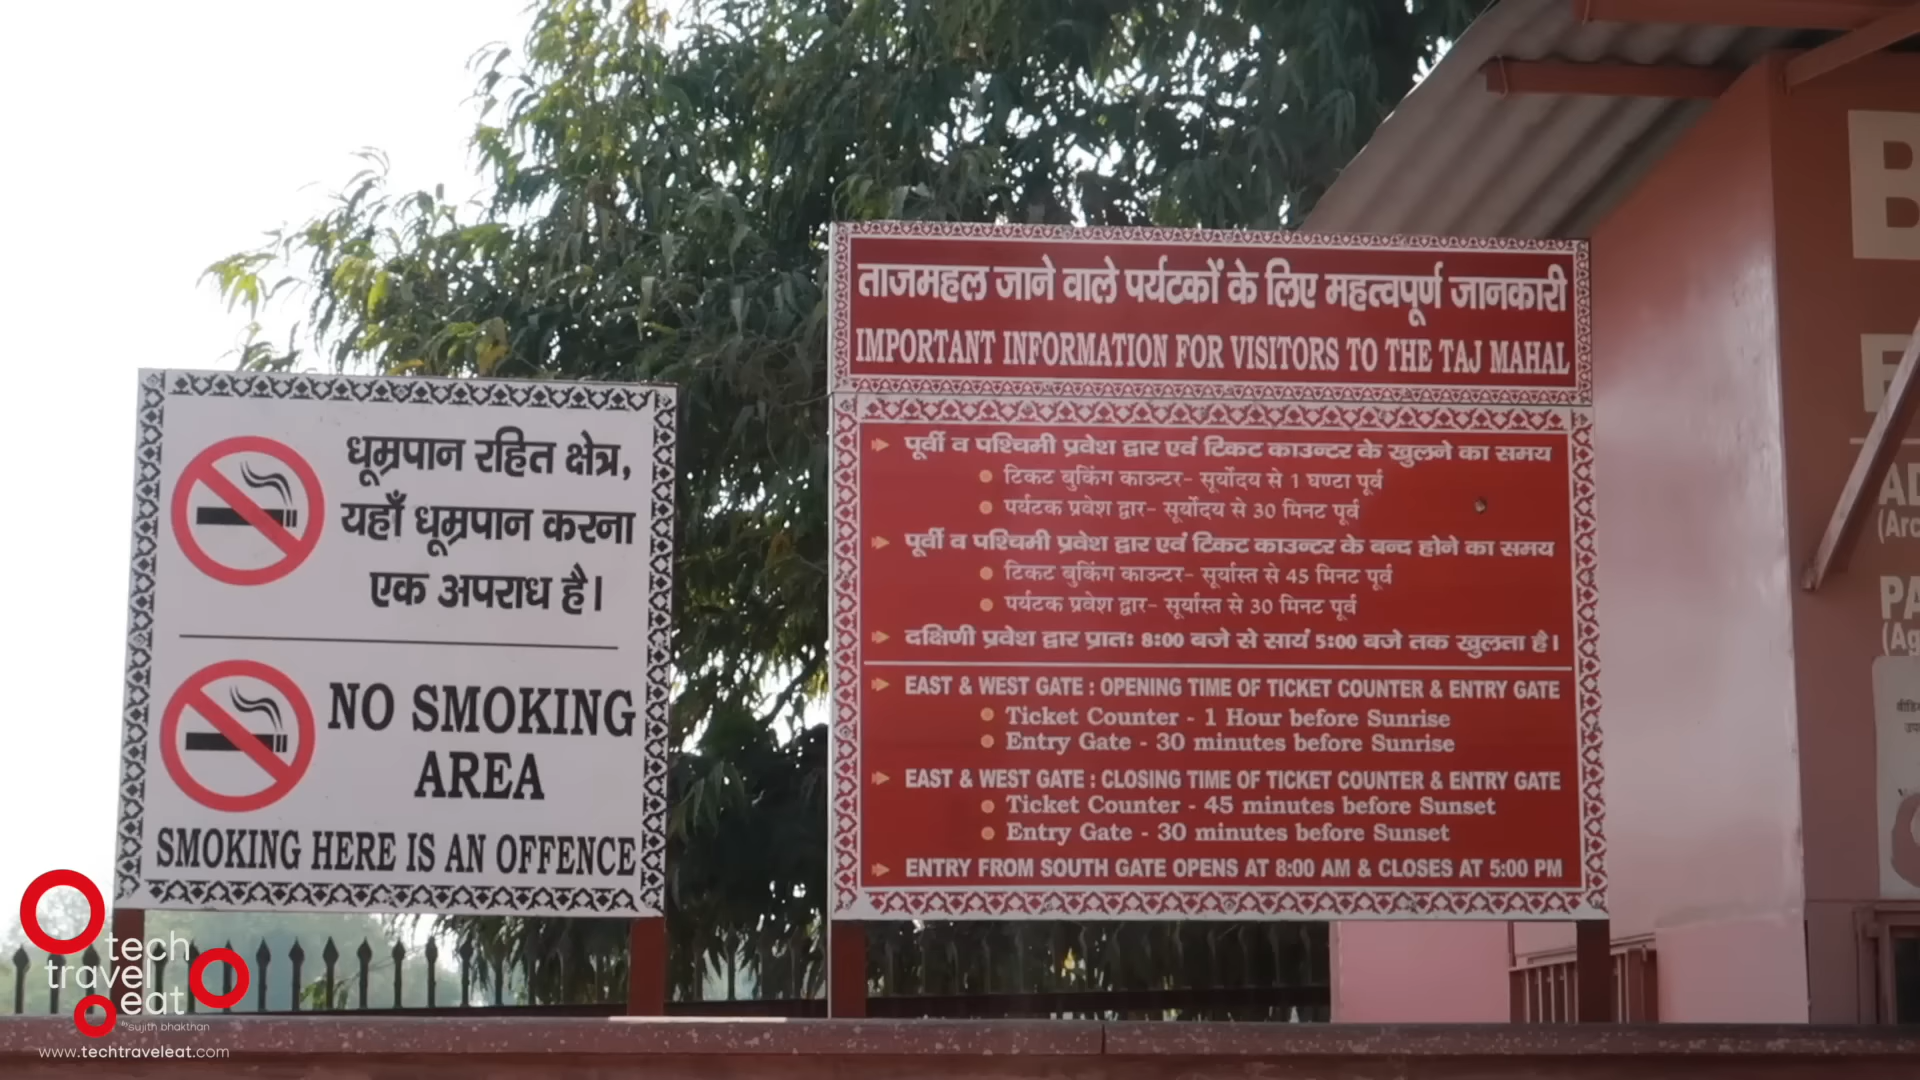 धूम्रपान रहित क्षेत्र,
यहाँ धूम्रपान करना
एक अपराध है।
NO SMOKING
AREA
SMOKING HERE IS AN OFFENCE
ताजमहल जाने वाले पर्यटकों के लिए महत्वपूर्ण जानकारी
IMPORTANT INFORMATION FOR VISITORS TO THE TAJ MAHAL
पूर्वी व पश्चिमी प्रवेश द्वार एवं टिकट काउन्टर के खुलने का समय
टिकट बुकिंग काउन्टर- सूर्योदय से 1 घण्टा पूर्व
पर्यटक प्रवेश द्वार- सूर्योदय से 30 मिनट पूर्व
पूर्वी व पश्चिमी प्रवेश द्वार एवं टिकट काउन्टर के बन्द होने का समय
टिकट बुकिंग काउन्टर- सूर्यास्त से 45 मिनट पूर्व
पर्यटक प्रवेश द्वार- सूर्यास्त से 30 मिनट पूर्व
दक्षिणी प्रवेश द्वार प्रातः 8:00 बजे से सायं 5:00 बजे तक खुलता है।
EAST & WEST GATE : OPENING TIME OF TICKET COUNTER & ENTRY GATE
Ticket Counter - 1 Hour before Sunrise
Entry Gate - 30 minutes before Sunrise
EAST & WEST GATE : CLOSING TIME OF TICKET COUNTER & ENTRY GATE
Ticket Counter - 45 minutes before Sunset
Entry Gate - 30 minutes before Sunset
ENTRY FROM SOUTH GATE OPENS AT 8:00 AM & CLOSES AT 5:00 PM
tech
travel
eat
by sujith bhakthan
www.techtraveleat.com